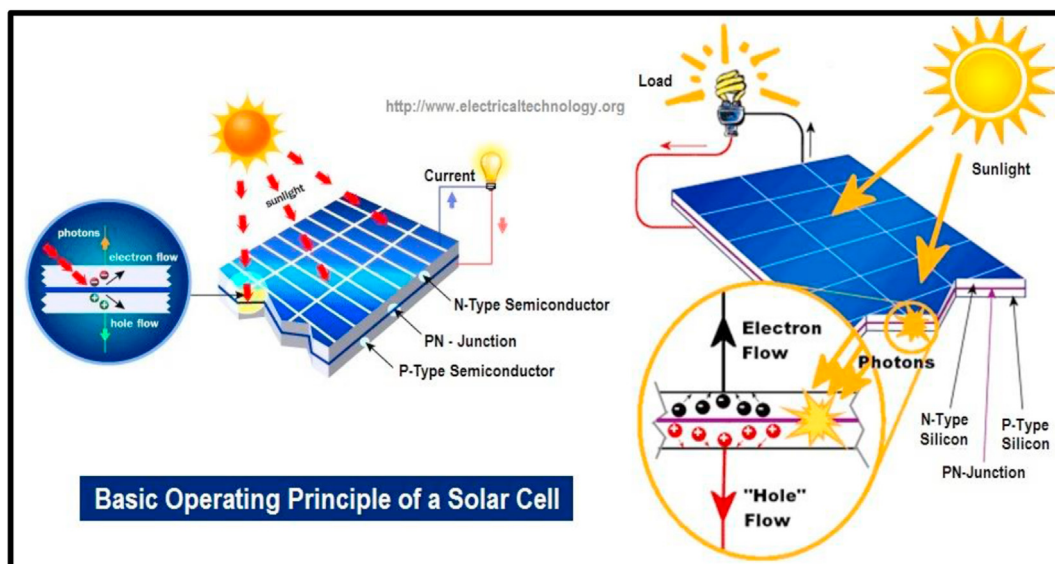 http://www.electricaltechnology.org
Current
sunlight
photons
electron flow
hole flow
N-Type Semiconductor
PN - Junction
P-Type Semiconductor
Basic Operating Principle of a Solar Cell
Load
Sunlight
Electron
Flow
Photons
"Hole"
Flow
N-Type
Silicon
P-Type
Silicon
PN-Junction